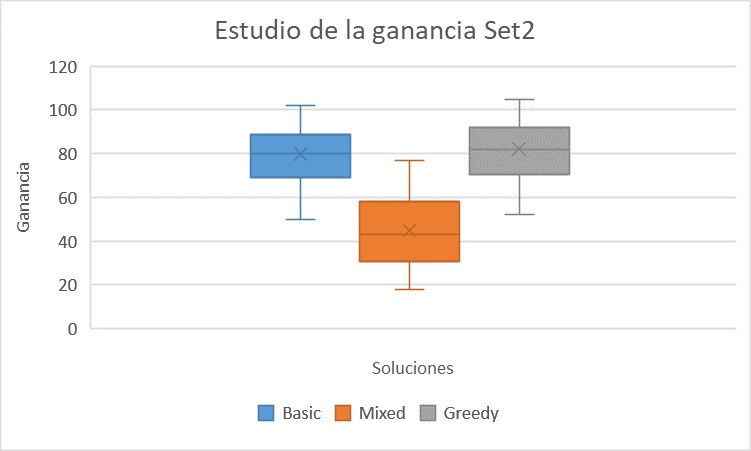 Estudio de la ganancia Set2
120
100
80
60
40
20
0
Ganancia
Soluciones
Basic Mixed Greedy